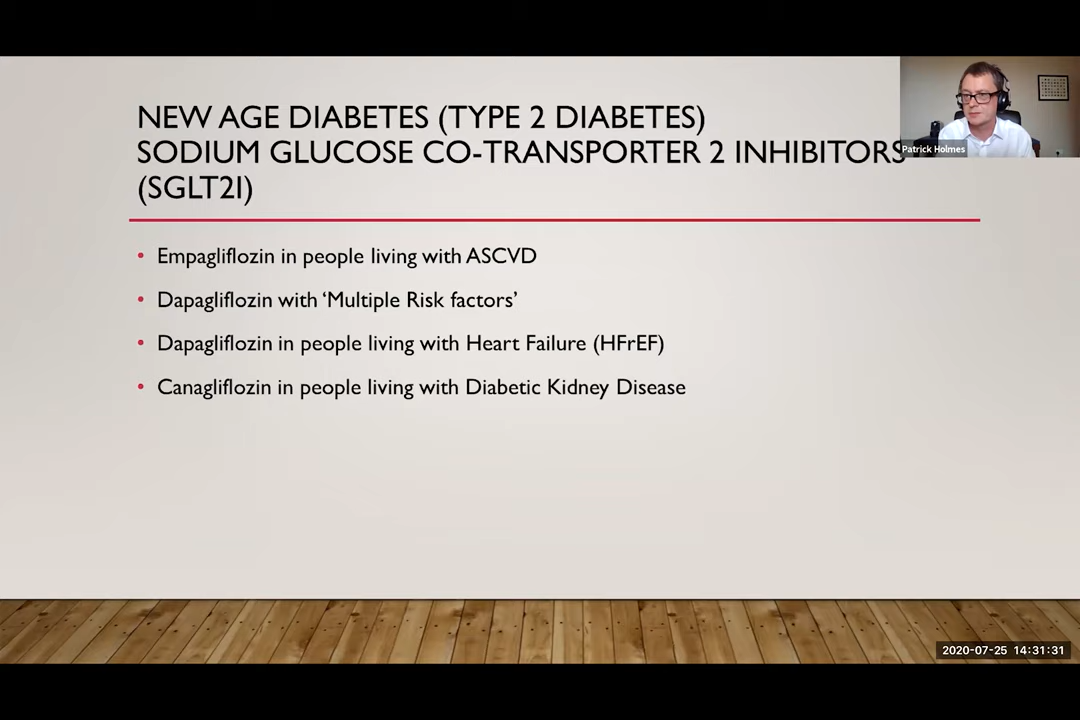 NEW AGE DIABETES (TYPE 2 DIABETES)
SODIUM GLUCOSE CO-TRANSPORTER 2 INHIBITORS
(SGLT2I)
Patrick Holmes
• Empagliflozin in people living with ASCVD
• Dapagliflozin with ‘Multiple Risk factors’
• Dapagliflozin in people living with Heart Failure (HFrEF)
• Canagliflozin in people living with Diabetic Kidney Disease
2020-07-25 14:31:31